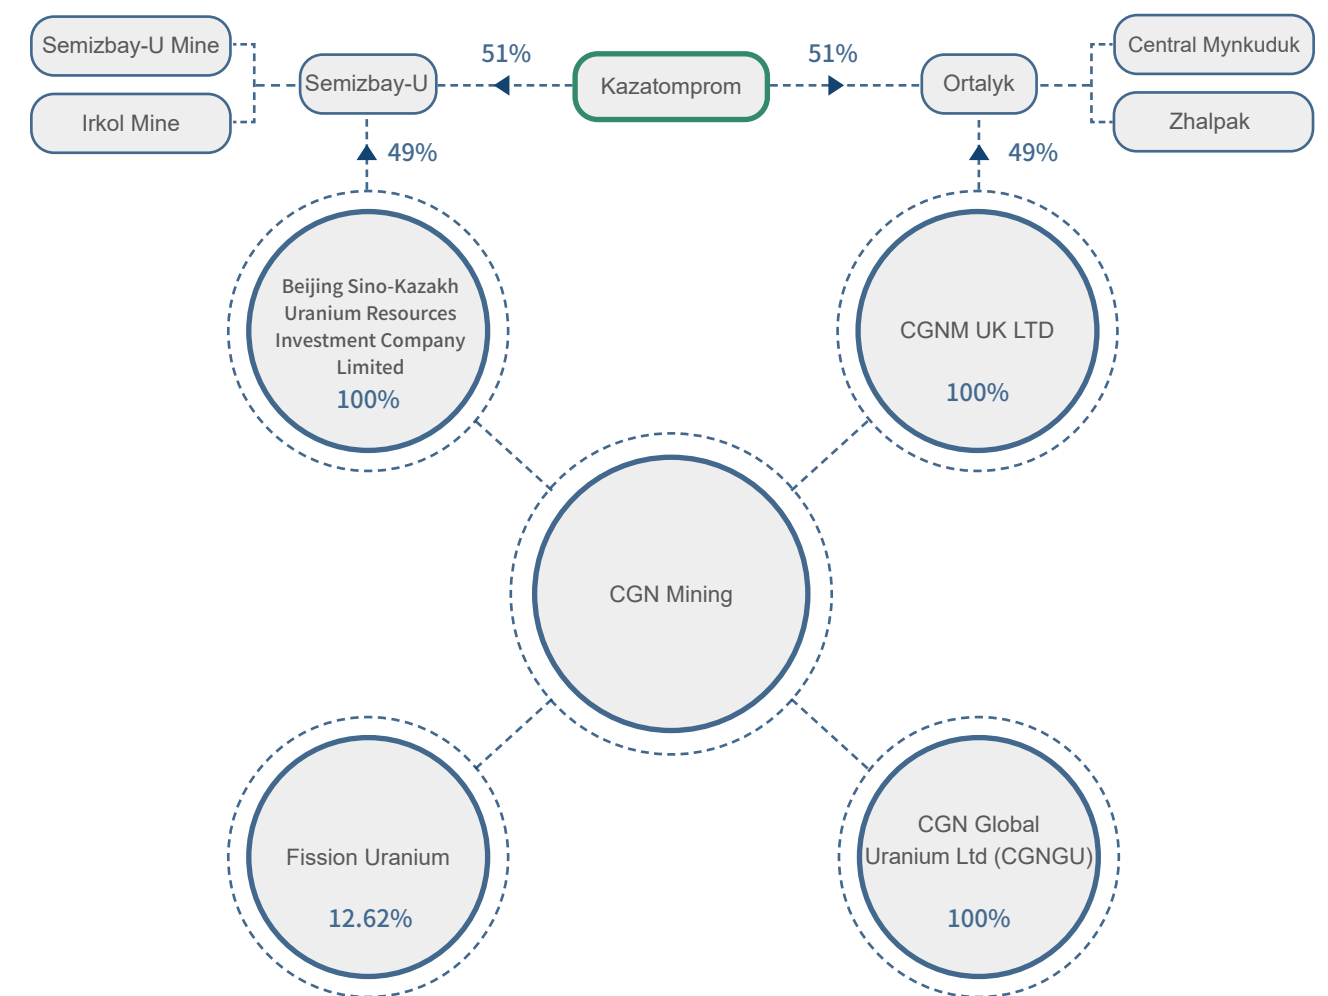 Semizbay-U Mine
Irkol Mine
Semizbay-U
51%
Kazatomprom
51%
Ortalyk
Central Mynkuduk
Zhalpak
49%
49%
Beijing Sino-Kazakh
Uranium Resources
Investment Company
Limited
100%
CGNM UK LTD
100%
CGN Mining
Fission Uranium
12.62%
CGN Global
Uranium Ltd (CGNGU)
100%